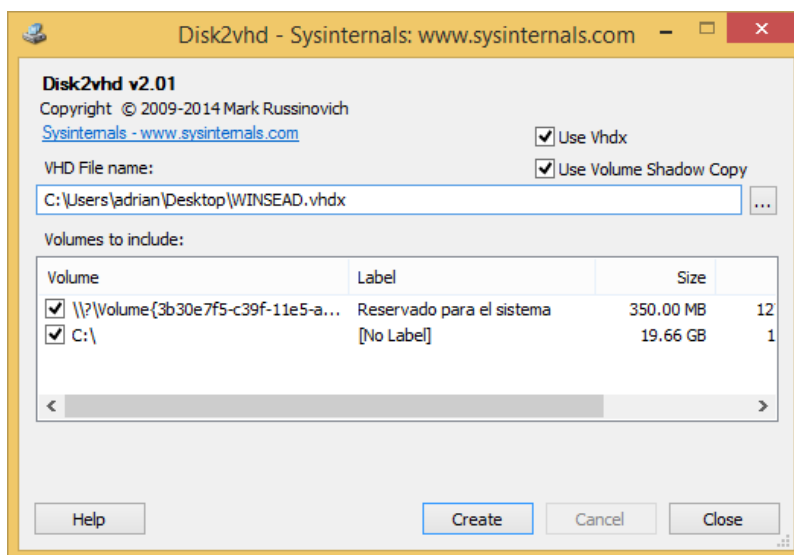 Disk2vhd - Sysinternals: www.sysinternals.com
Disk2vhd v2.01
Copyright © 2009-2014 Mark Russinovich
Sysinternals - www.sysinternals.com
Use Vhdx
VHD File name:
Use Volume Shadow Copy
C:\Users\adrian\Desktop\WINSEAD.vhdx
...
Volumes to include:
Volume Label Size
\\?\Volume{3b30e7f5-c39f-11e5-a... Reservado para el sistema 350.00 MB 12
C:\ [No Label] 19.66 GB 1
Help Create Cancel Close